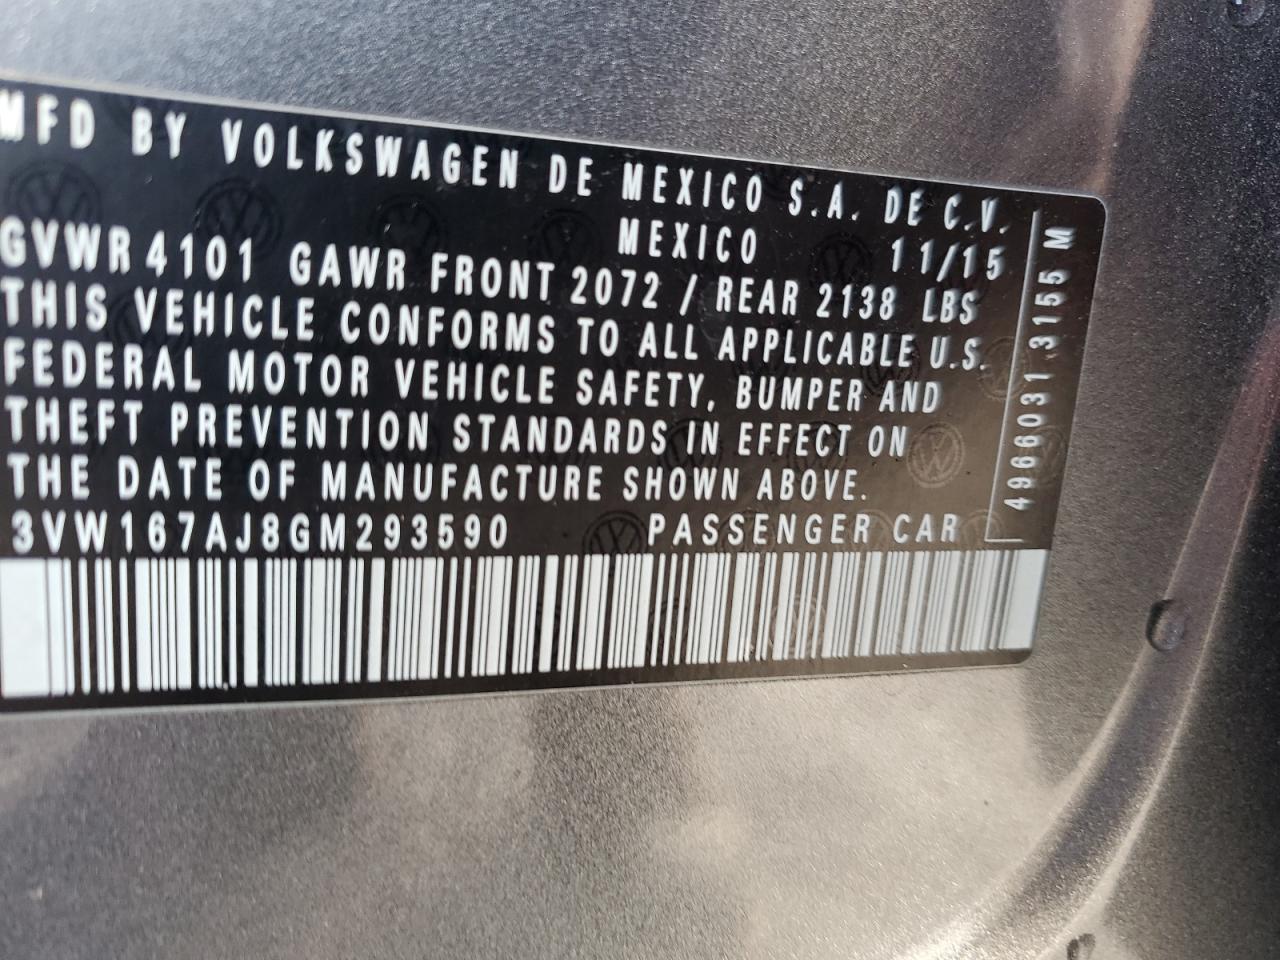 MFD BY VOLKSWAGEN DE MEXICO S.A. DE C.V.
MEXICO 11/15
GVWR 4101 GAWR FRONT 2072 / REAR 2138 LBS
THIS VEHICLE CONFORMS TO ALL APPLICABLE U.S.
FEDERAL MOTOR VEHICLE SAFETY, BUMPER AND
THEFT PREVENTION STANDARDS IN EFFECT ON
THE DATE OF MANUFACTURE SHOWN ABOVE.
3VW167AJ8GM293590 PASSENGER CAR
4966031 3155 M